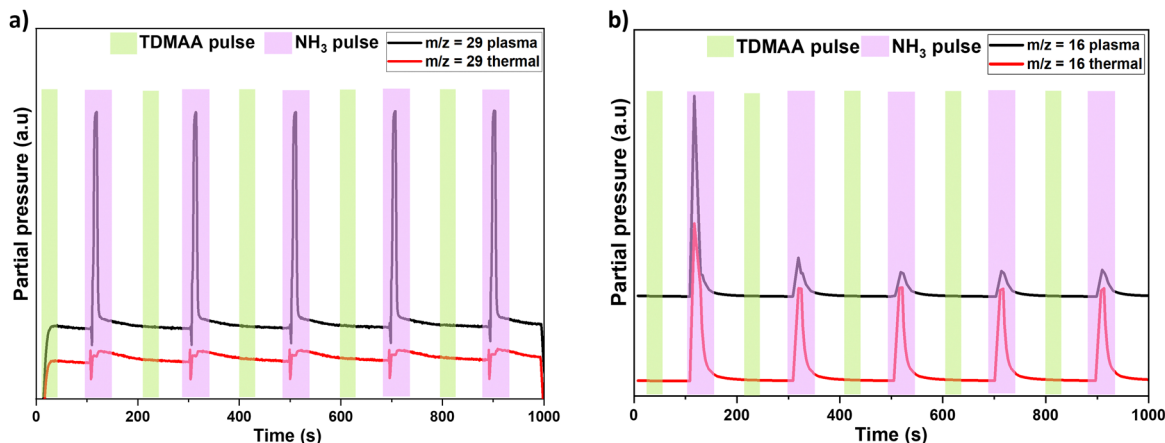 a)
TDMAA pulse NH₃ pulse
m/z = 29 plasma
m/z = 29 thermal
Partial pressure (a.u)
0 200 400 600 800 1000
Time (s)
b)
TDMAA pulse NH₃ pulse
m/z = 16 plasma
m/z = 16 thermal
Partial pressure (a.u)
0 200 400 600 800 1000
Time (s)